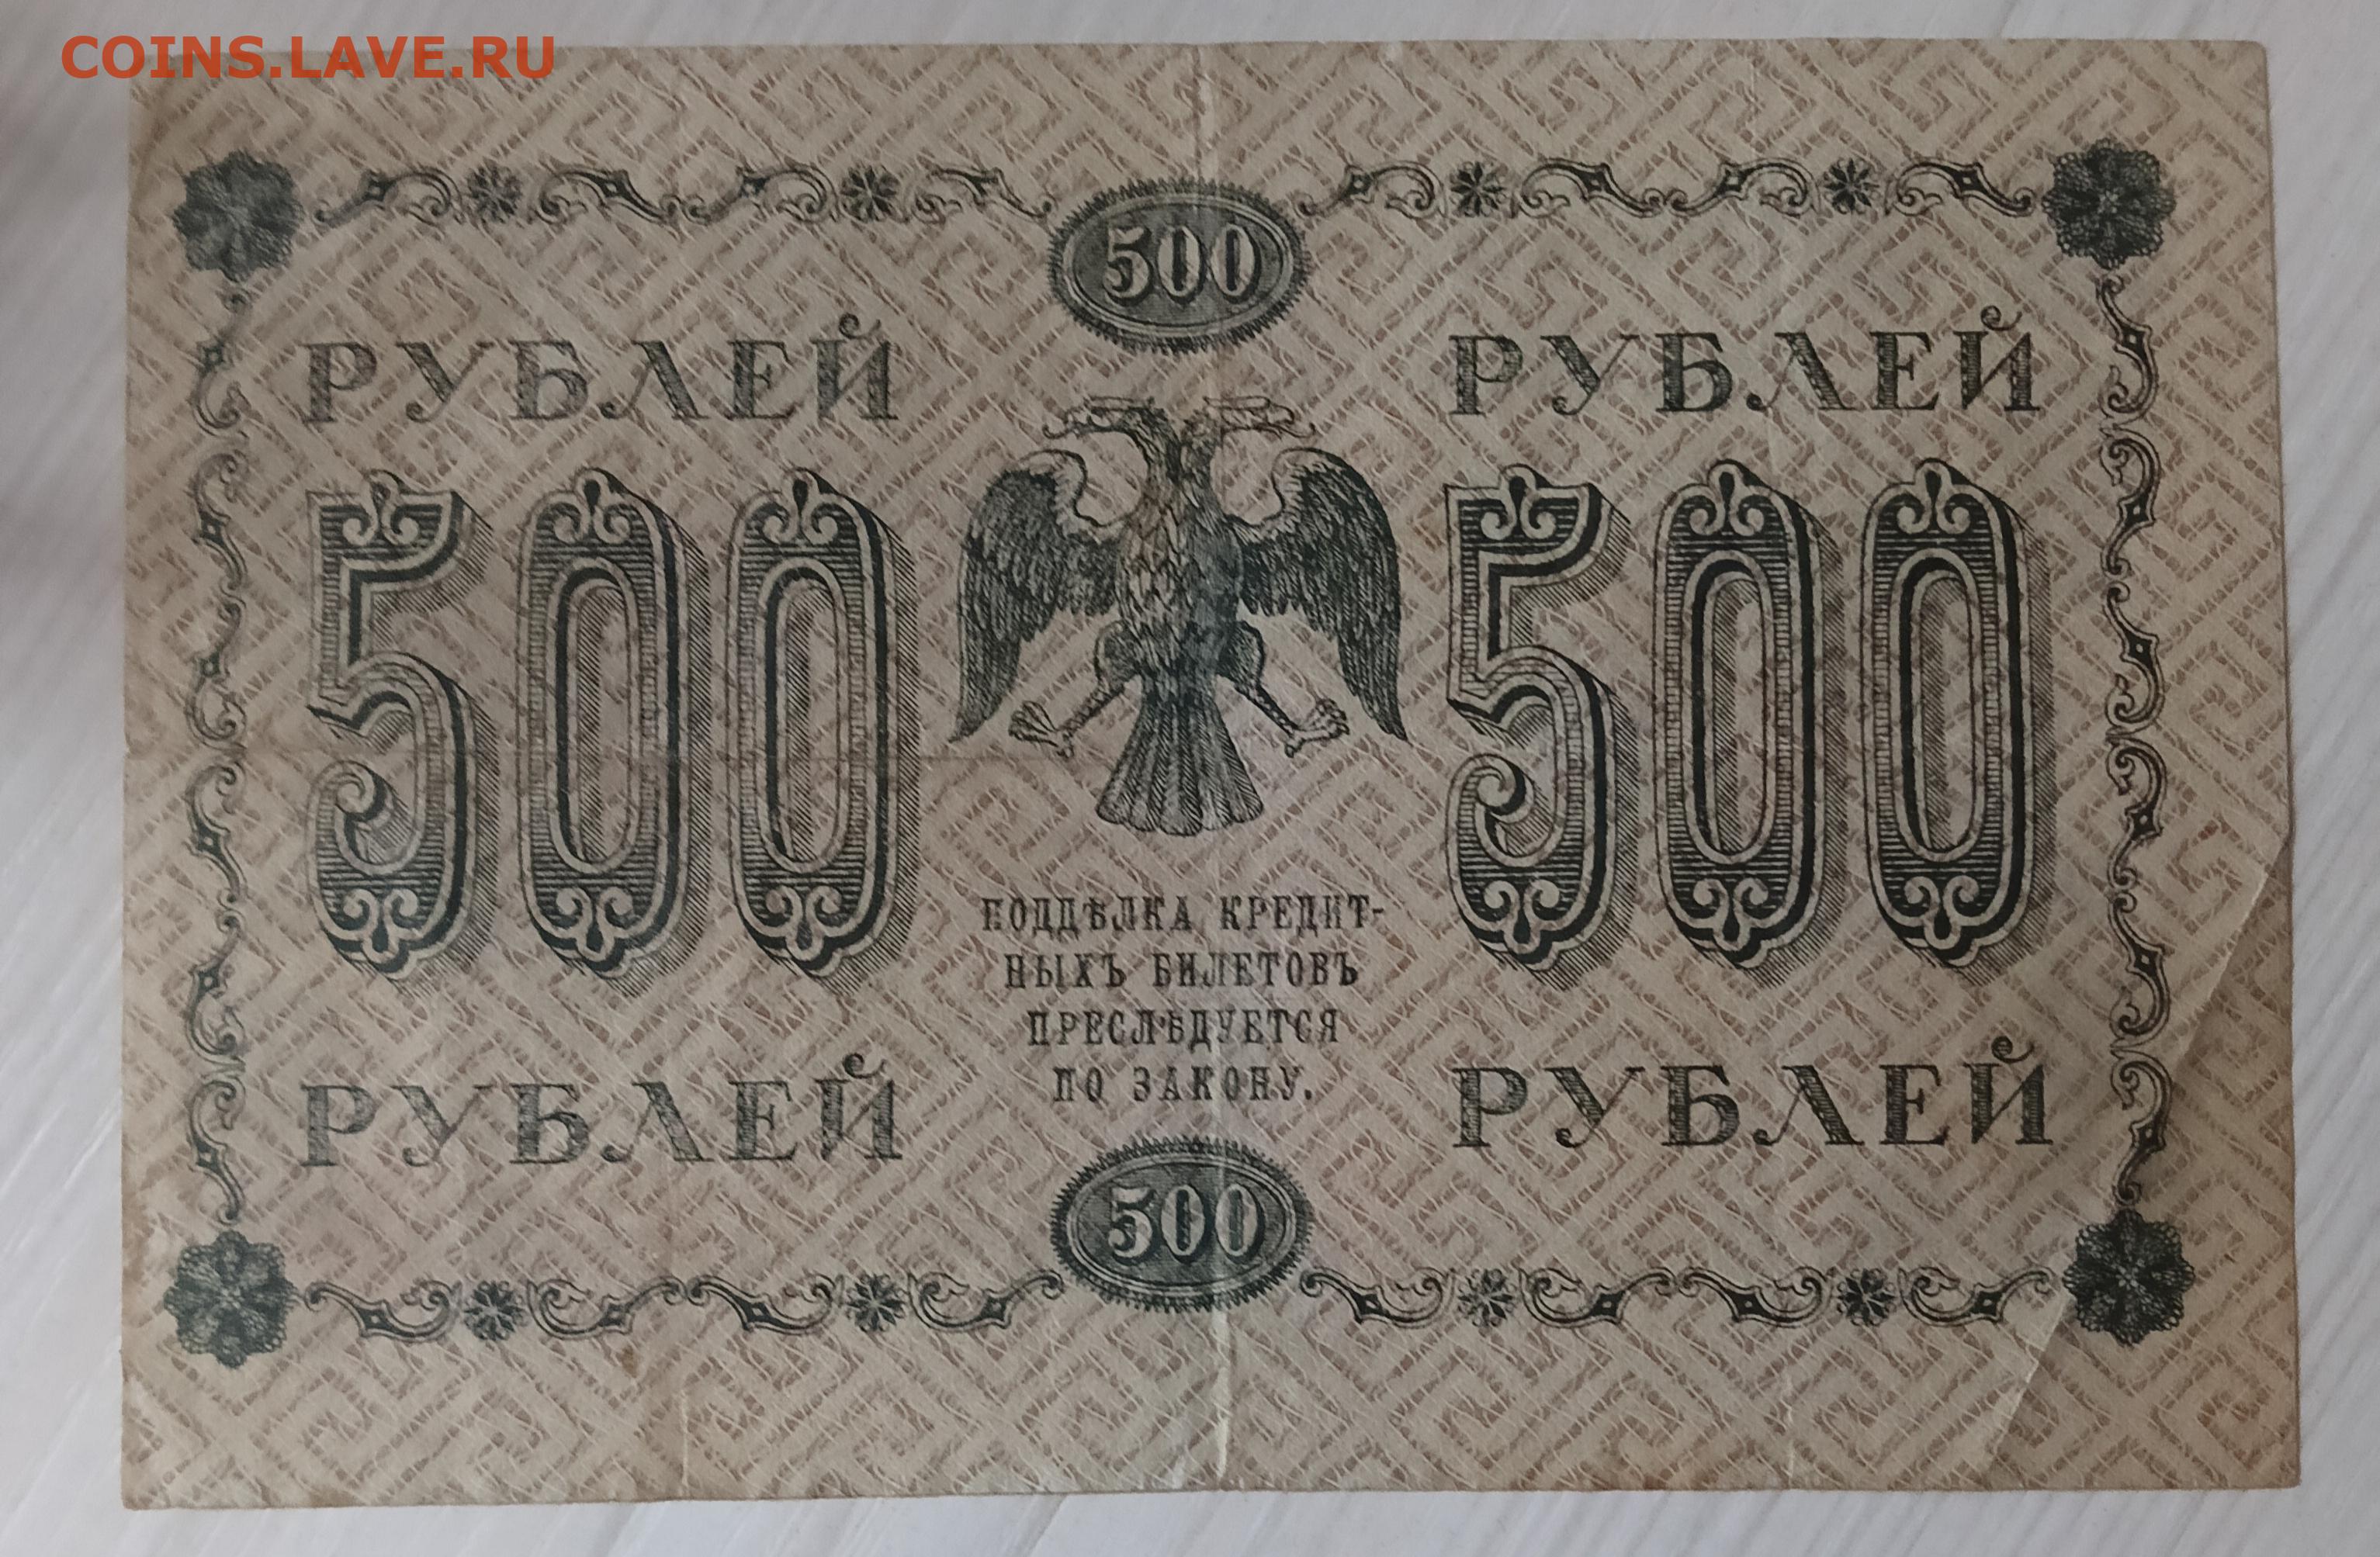 COINS.LAVE.RU
500
РУБЛЕЙ РУБЛЕЙ
500 500
ПОДДѢЛКА КРЕДИТ-
НЫХЪ БИЛЕТОВЪ
ПРЕСЛѢДУЕТСЯ
ПО ЗАКОНУ.
РУБЛЕЙ РУБЛЕЙ
500